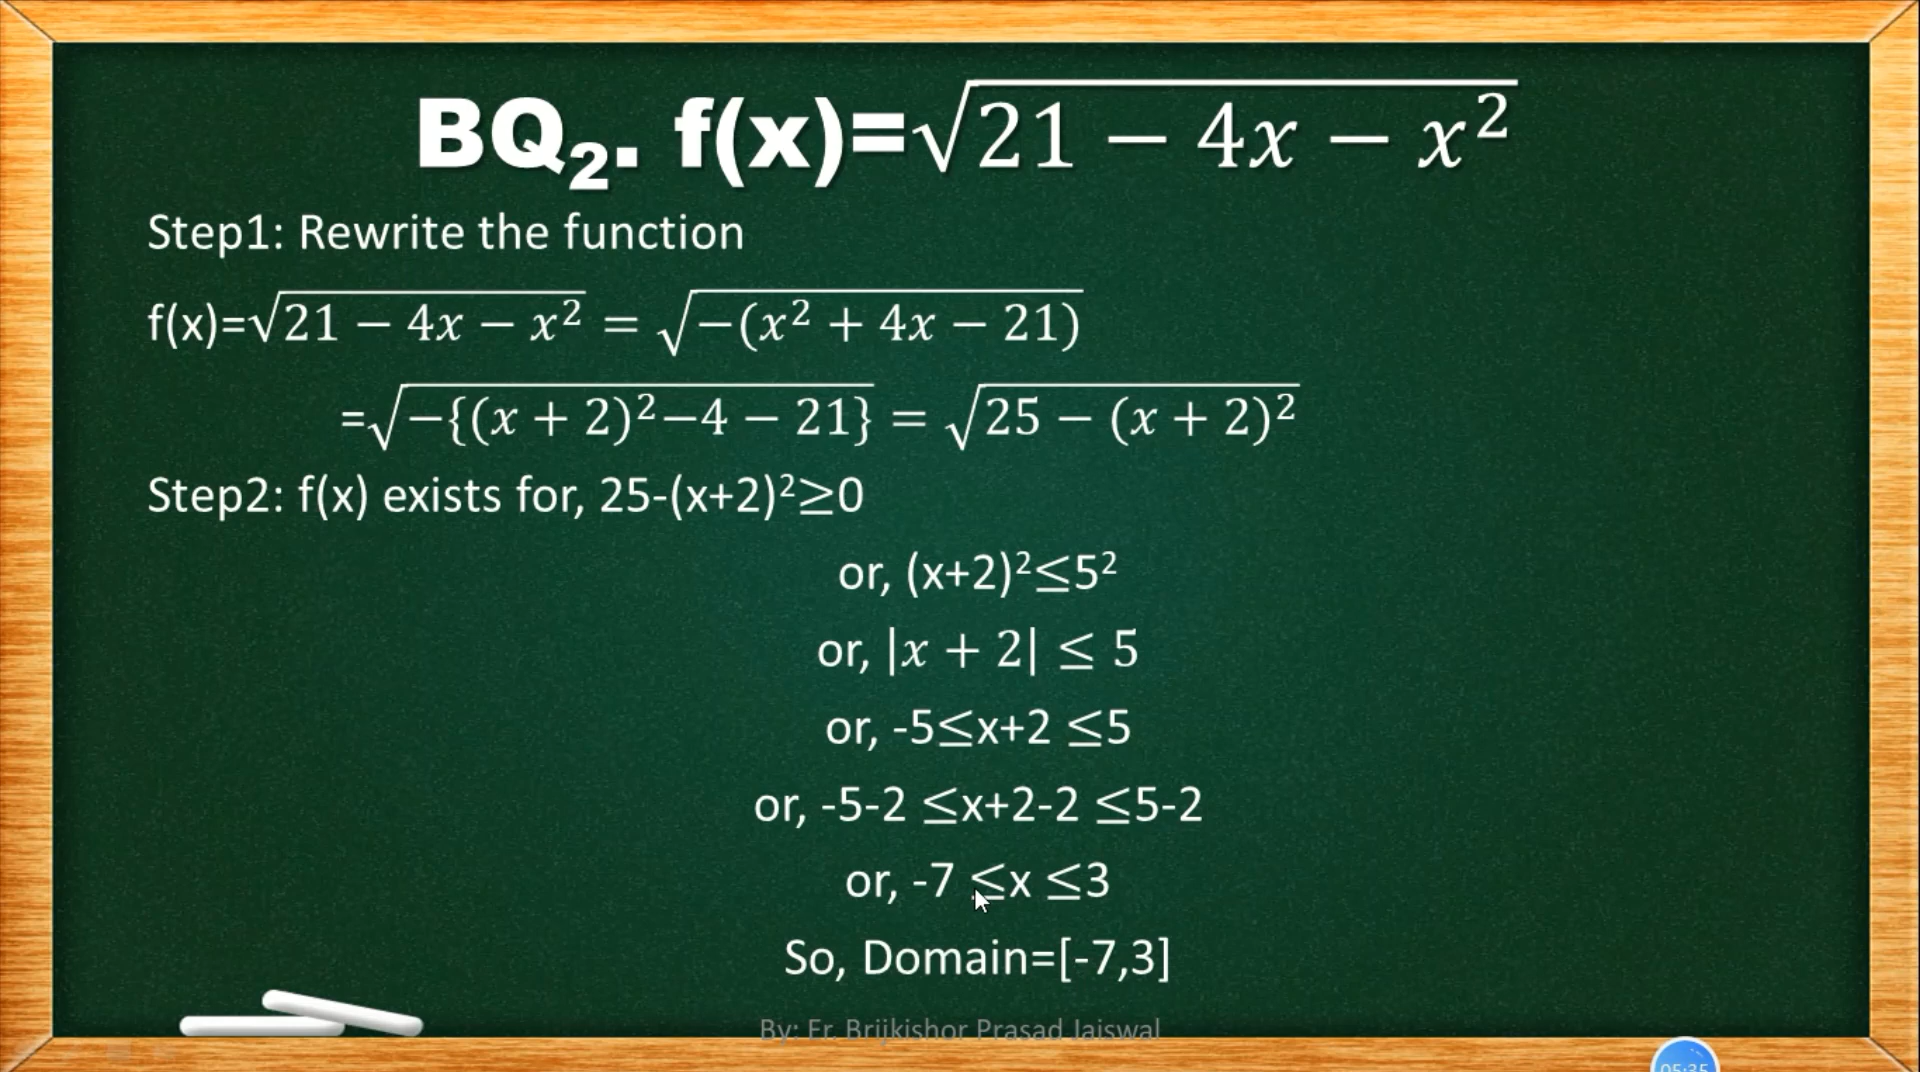 BQ₂. f(x)=√21 − 4x − x²
Step1: Rewrite the function
f(x)=√21 − 4x − x² = √−(x² + 4x − 21)
=√−{(x + 2)²−4 − 21} = √25 − (x + 2)²
Step2: f(x) exists for, 25-(x+2)²≥0
or, (x+2)²≤5²
or, |x + 2| ≤ 5
or, -5≤x+2 ≤5
or, -5-2 ≤x+2-2 ≤5-2
or, -7 ≤x ≤3
So, Domain=[-7,3]
By: Er. Brijkishor Prasad Jaiswal
05:35